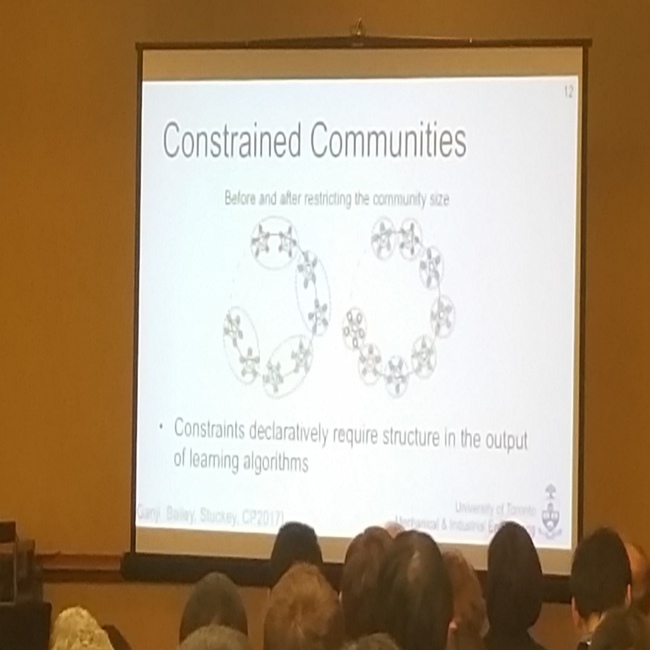 12
Constrained Communities
Before and after restricting the community size
• Constraints declaratively require structure in the output
of learning algorithms
Ganji, Bailey, Stuckey, CP2017]
University of Toronto
Mechanical & Industrial Engineering